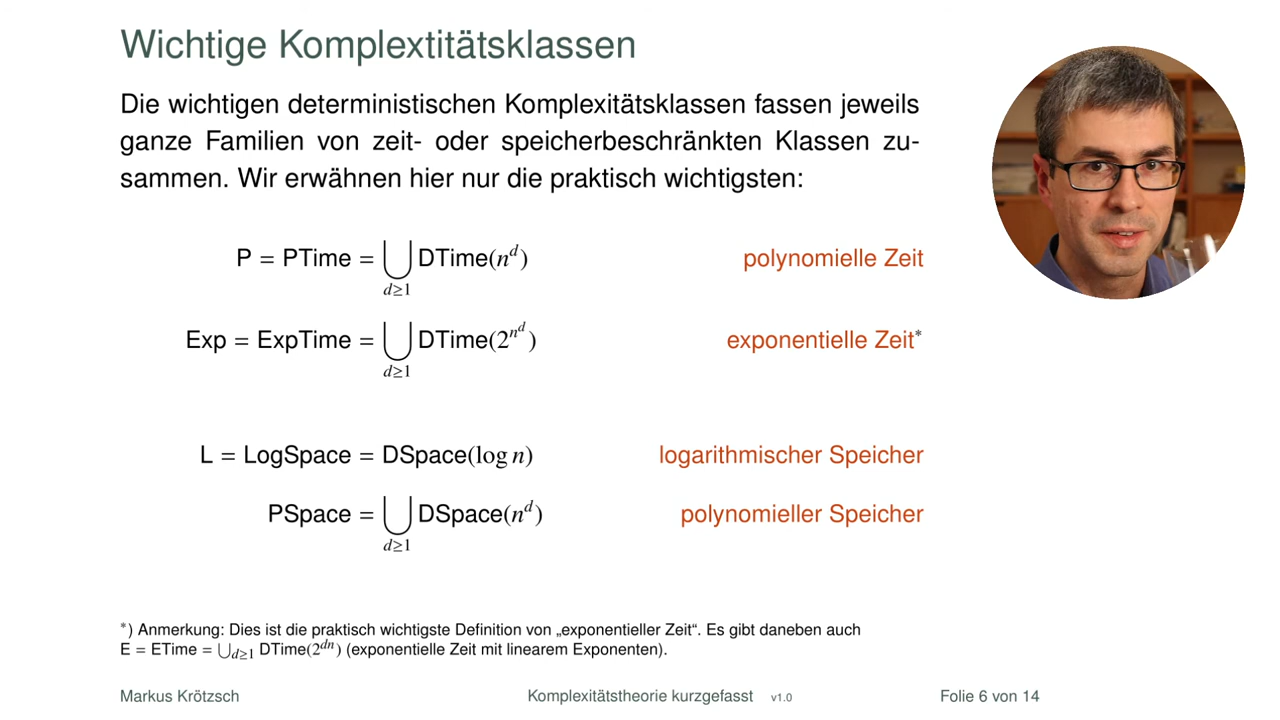 Wichtige Komplextitätsklassen
Die wichtigen deterministischen Komplexitätsklassen fassen jeweils
ganze Familien von zeit- oder speicherbeschränkten Klassen zu-
sammen. Wir erwähnen hier nur die praktisch wichtigsten:
P = PTime = ⋃_{d≥1} DTime(n^d) polynomielle Zeit
Exp = ExpTime = ⋃_{d≥1} DTime(2^{n^d}) exponentielle Zeit*
L = LogSpace = DSpace(log n) logarithmischer Speicher
PSpace = ⋃_{d≥1} DSpace(n^d) polynomieller Speicher
*) Anmerkung: Dies ist die praktisch wichtigste Definition von „exponentieller Zeit“. Es gibt daneben auch
E = ETime = ⋃_{d≥1} DTime(2^{dn}) (exponentielle Zeit mit linearem Exponenten).
Markus Krötzsch Komplexitätstheorie kurzgefasst v1.0 Folie 6 von 14